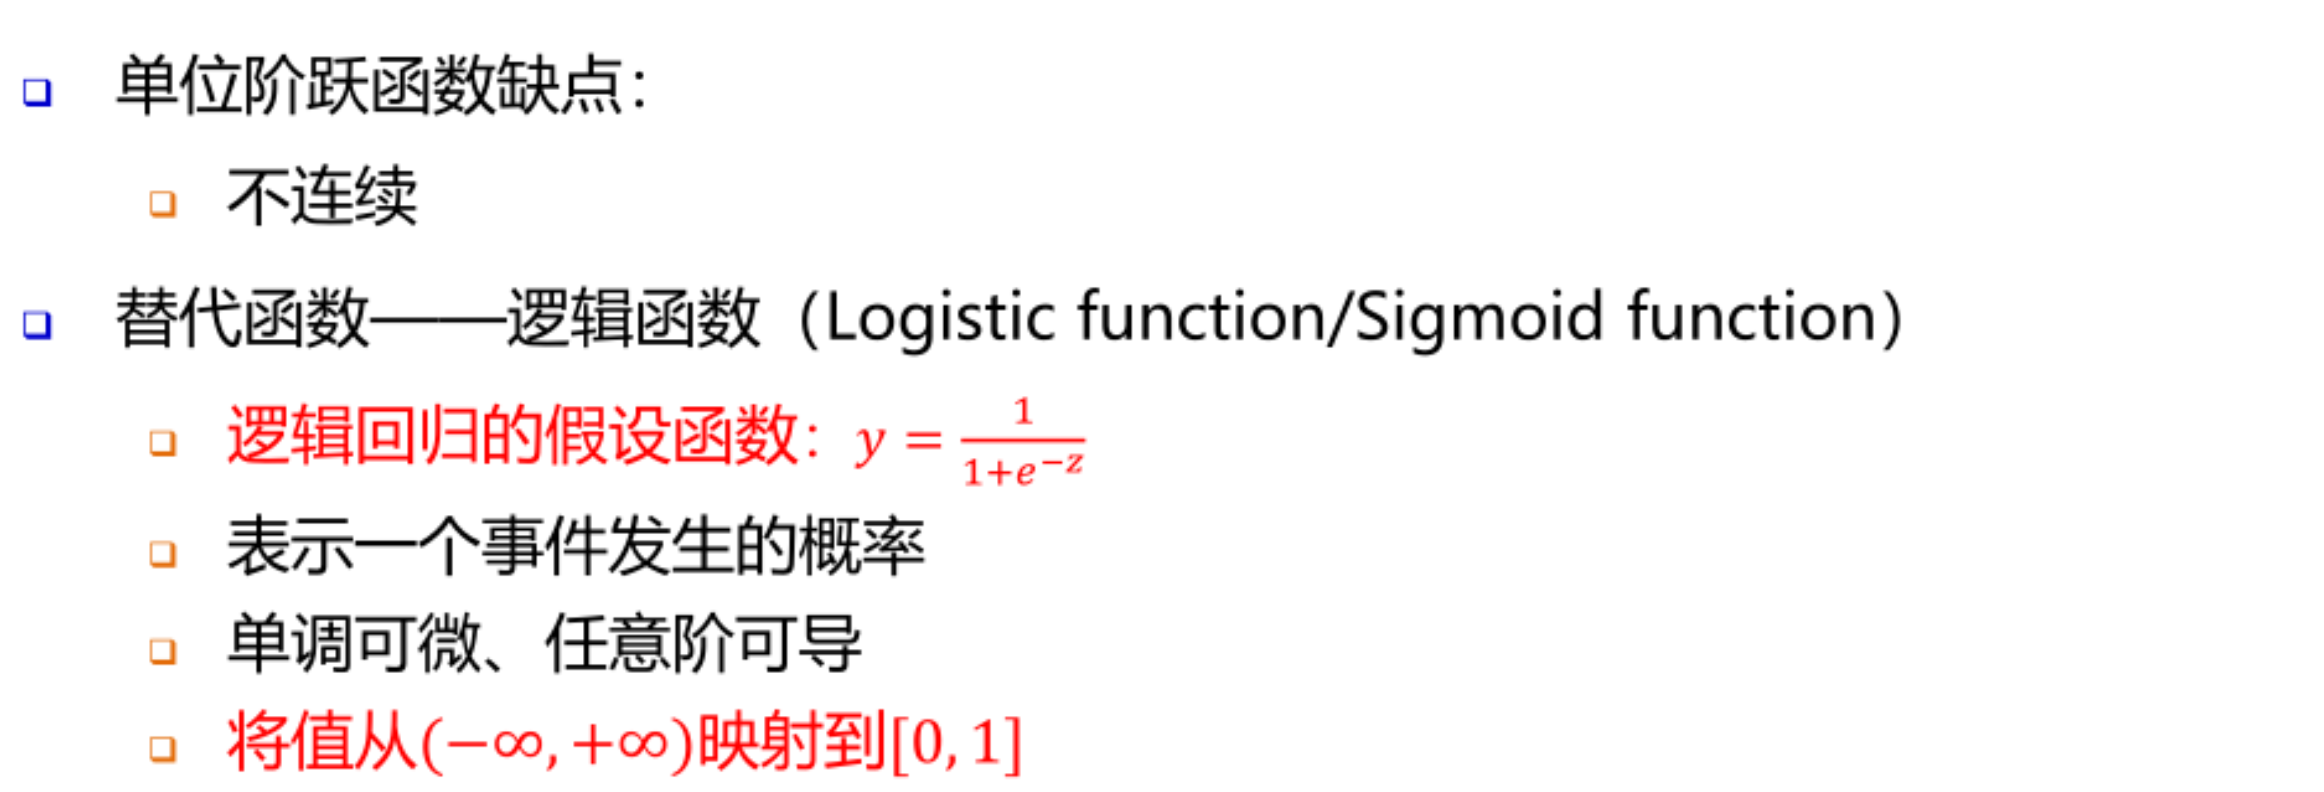 单位阶跃函数缺点：
不连续
替代函数——逻辑函数（Logistic function/Sigmoid function）
逻辑回归的假设函数：y = \frac{1}{1+e^{-z}}
表示一个事件发生的概率
单调可微、任意阶可导
将值从(−∞, +∞)映射到[0, 1]